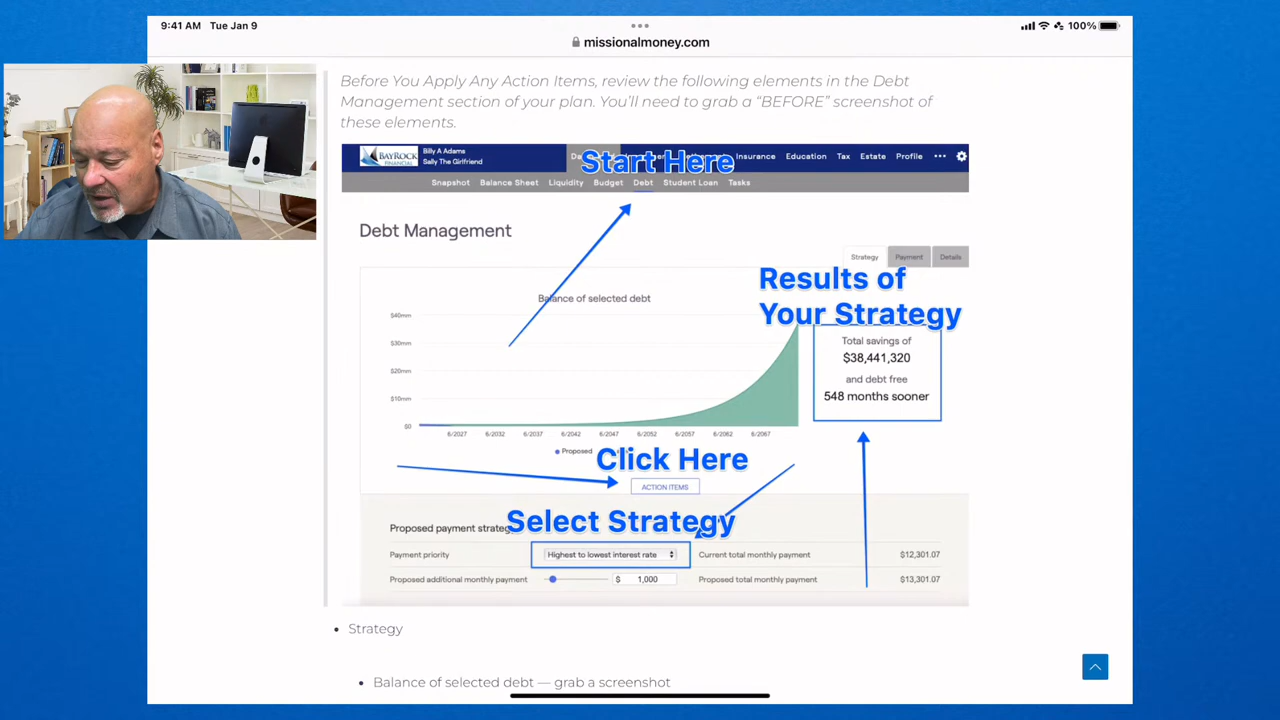 9:41 AM Tue Jan 9
100%
missionalmoney.com
Before You Apply Any Action Items, review the following elements in the Debt
Management section of your plan. You'll need to grab a "BEFORE" screenshot of
these elements.
BAYROCK
FINANCIAL
Billy A Adams
Sally The Girlfriend
Start Here
Insurance Education Tax Estate Profile
Snapshot Balance Sheet Liquidity Budget Debt Student Loan Tasks
Debt Management
Strategy Payment Details
Results of
Your Strategy
Balance of selected debt
$40mm
$30mm
$20mm
$10mm
$0
6/2027 6/2032 6/2037 6/2042 6/2047 6/2052 6/2057 6/2062 6/2067
Proposed
Total savings of
$38,441,320
and debt free
548 months sooner
Click Here
ACTION ITEMS
Select Strategy
Proposed payment
Payment priority Highest to lowest interest rate Current total monthly payment $12,301.07
Proposed additional monthly payment $ 1,000 Proposed total monthly payment $13,301.07
• Strategy
• Balance of selected debt — grab a screenshot